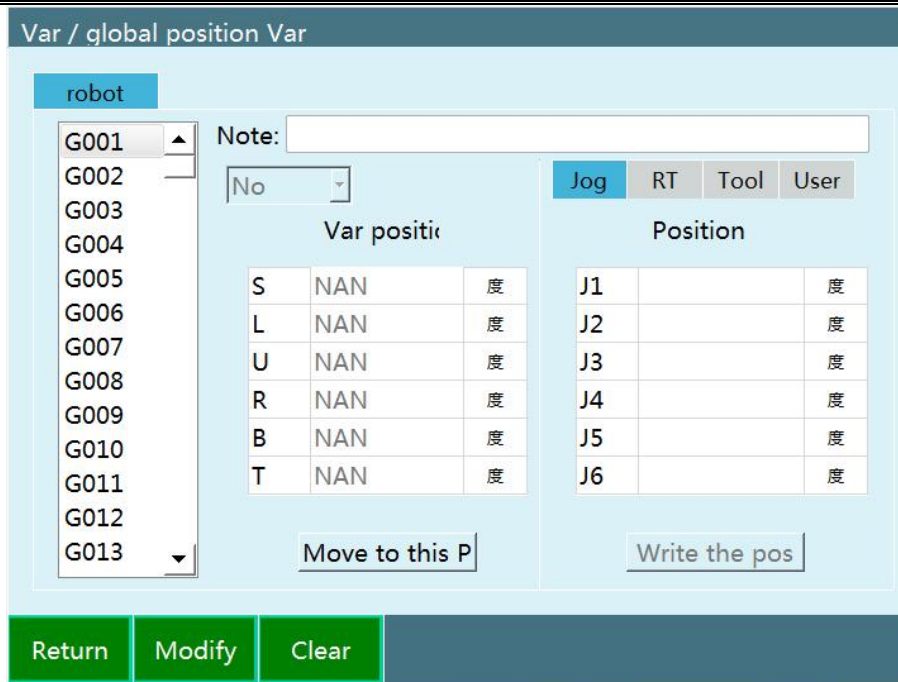 Var / global position Var
robot
G001
G002
G003
G004
G005
G006
G007
G008
G009
G010
G011
G012
G013
Note:
No
Var positi
S NAN 度
L NAN 度
U NAN 度
R NAN 度
B NAN 度
T NAN 度
Move to this P
Jog RT Tool User
Position
J1 度
J2 度
J3 度
J4 度
J5 度
J6 度
Write the pos
Return Modify Clear